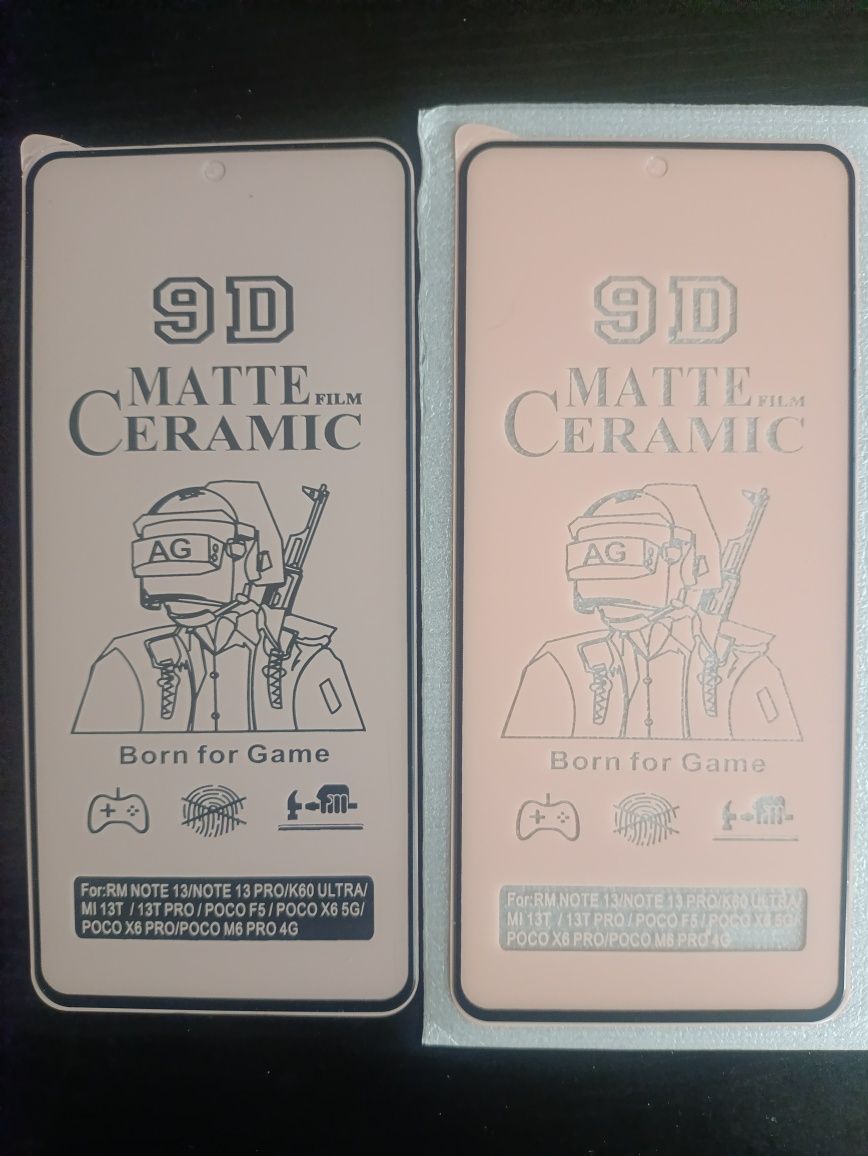 9D
MATTE FILM
CERAMIC
AG
Born for Game
For:RM NOTE 13/NOTE 13 PRO/K60 ULTRA/
MI 13T / 13T PRO / POCO F5 / POCO X6 5G/
POCO X6 PRO/POCO M6 PRO 4G
9D
MATTE FILM
CERAMIC
AG
Born for Game
For:RM NOTE 13/NOTE 13 PRO/K60 ULTRA/
MI 13T / 13T PRO / POCO F5 / POCO X6 5G/
POCO X6 PRO/POCO M6 PRO 4G